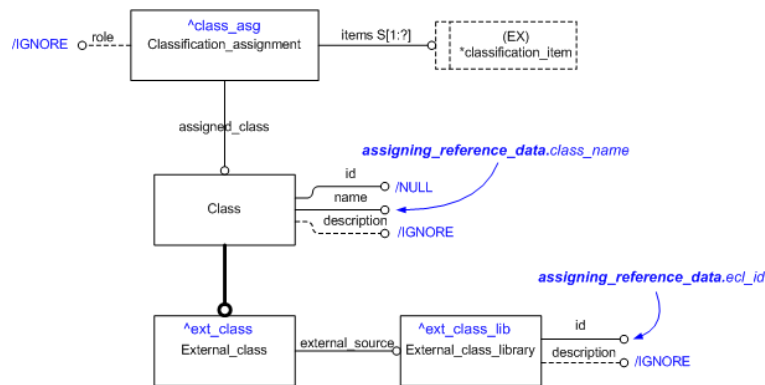 ^class_asg
Classification_assignment
/IGNORE
role
items S[1:?]
(EX)
*classification_item
assigned_class
assigning_reference_data.class_name
id
/NULL
Class
name
description
/IGNORE
assigning_reference_data.ecl_id
^ext_class
External_class
external_source
^ext_class_lib
External_class_library
id
description
/IGNORE